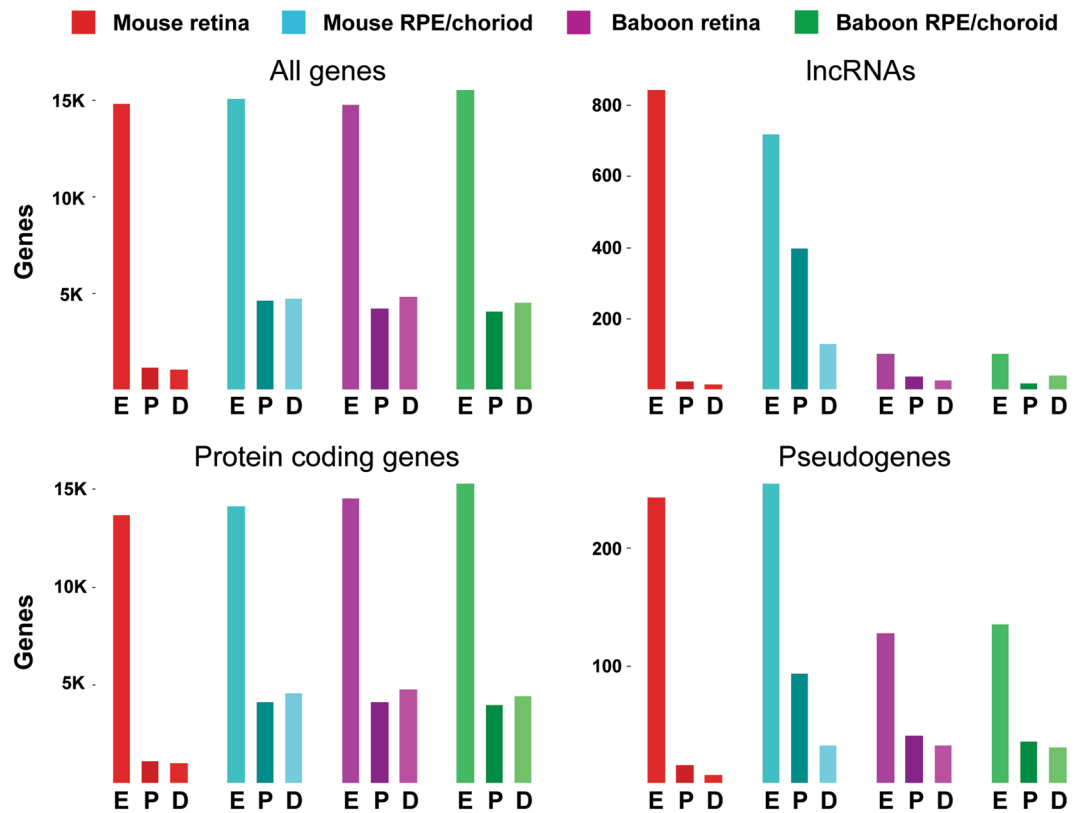 Mouse retina Mouse RPE/choriod Baboon retina Baboon RPE/choroid
All genes
15K
10K
5K
Genes
E P D E P D E P D E P D
lncRNAs
800
600
400
200
E P D E P D E P D E P D
Protein coding genes
15K
10K
5K
Genes
E P D E P D E P D E P D
Pseudogenes
200
100
E P D E P D E P D E P D